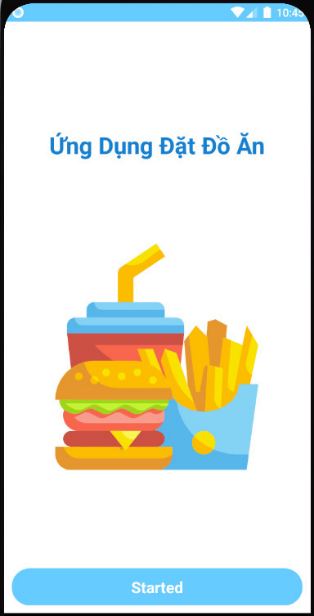 10:45
Ứng Dụng Đặt Đồ Ăn
Started